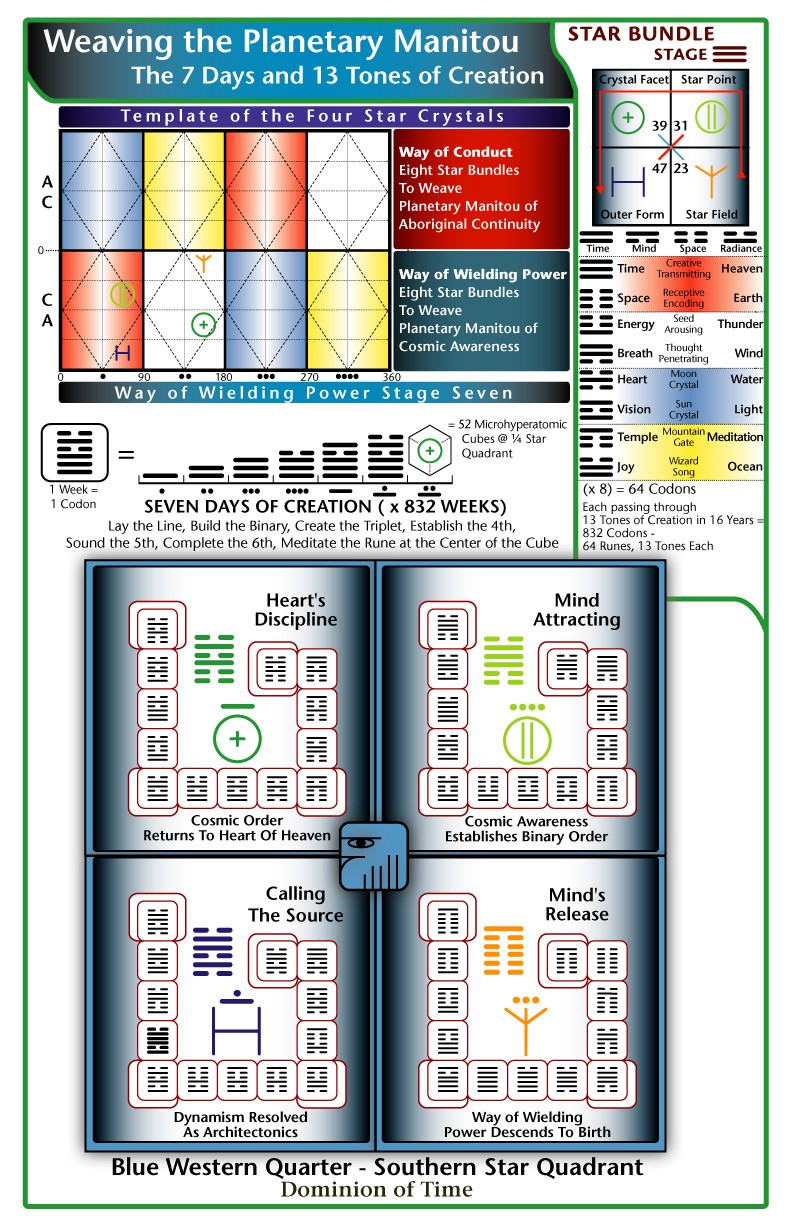 Weaving the Planetary Manitou
The 7 Days and 13 Tones of Creation
STAR BUNDLE
STAGE
Crystal Facet
Star Point
39
31
47
23
Outer Form
Star Field
Time
Mind
Space
Radiance
Time
Creative
Transmitting
Heaven
Space
Receptive
Encoding
Earth
Energy
Seed
Arousing
Thunder
Breath
Thought
Penetrating
Wind
Heart
Moon
Crystal
Water
Vision
Sun
Crystal
Light
Temple
Mountain
Gate
Meditation
Joy
Wizard
Song
Ocean
(x 8) = 64 Codons
Each passing through
13 Tones of Creation in 16 Years =
832 Codons -
64 Runes, 13 Tones Each
Template of the Four Star Crystals
A
C
0
C
A
Way of Conduct
Eight Star Bundles
To Weave
Planetary Manitou of
Aboriginal Continuity
Way of Wielding Power
Eight Star Bundles
To Weave
Planetary Manitou of
Cosmic Awareness
0
90
180
270
360
Way of Wielding Power Stage Seven
1 Week =
1 Codon
=
= 52 Microhyperatomic
Cubes @ ¼ Star
Quadrant
SEVEN DAYS OF CREATION ( x 832 WEEKS)
Lay the Line, Build the Binary, Create the Triplet, Establish the 4th,
Sound the 5th, Complete the 6th, Meditate the Rune at the Center of the Cube
Heart's
Discipline
Cosmic Order
Returns To Heart Of Heaven
Mind
Attracting
Cosmic Awareness
Establishes Binary Order
Calling
The Source
Dynamism Resolved
As Architectonics
Mind's
Release
Way of Wielding
Power Descends To Birth
Blue Western Quarter - Southern Star Quadrant
Dominion of Time